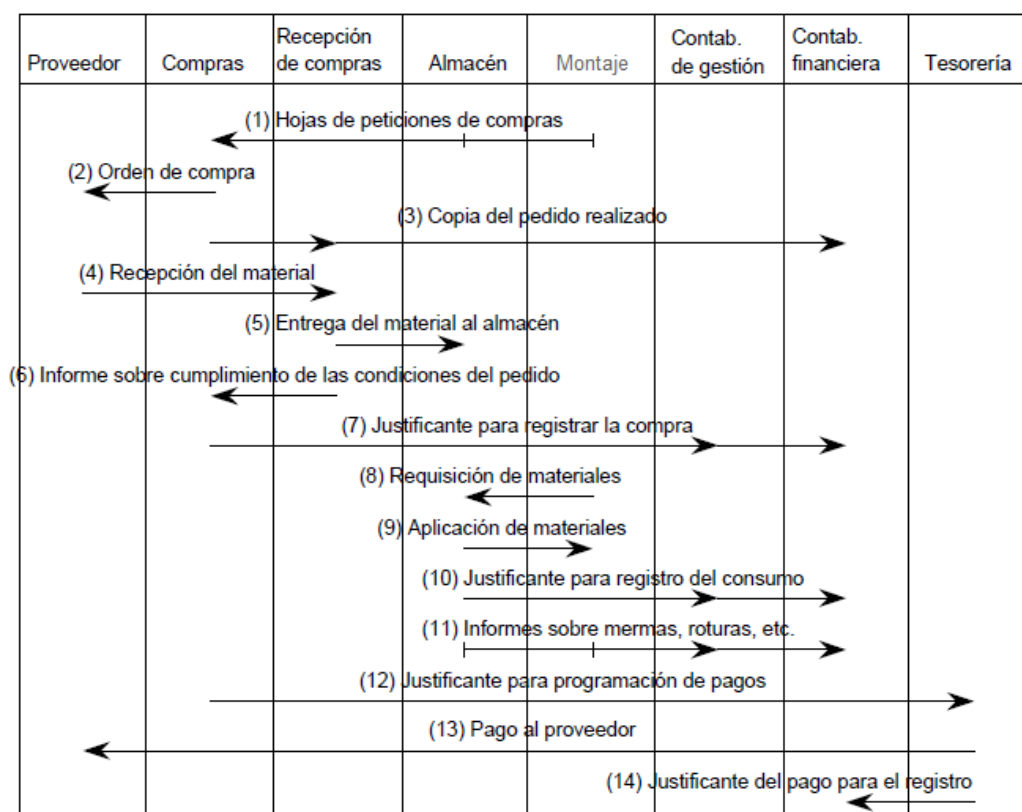 Proveedor
Compras
Recepción
de compras
Almacén
Montaje
Contab.
de gestión
Contab.
financiera
Tesorería
(1) Hojas de peticiones de compras
(2) Orden de compra
(3) Copia del pedido realizado
(4) Recepción del material
(5) Entrega del material al almacén
(6) Informe sobre cumplimiento de las condiciones del pedido
(7) Justificante para registrar la compra
(8) Requisición de materiales
(9) Aplicación de materiales
(10) Justificante para registro del consumo
(11) Informes sobre mermas, roturas, etc.
(12) Justificante para programación de pagos
(13) Pago al proveedor
(14) Justificante del pago para el registro